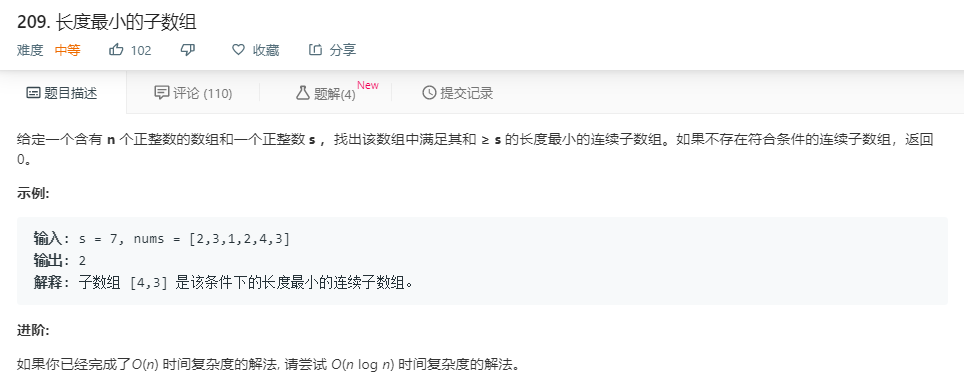 209. 长度最小的子数组
难度 中等 102 收藏 分享
题目描述 评论 (110) 题解(4) New 提交记录
给定一个含有 n 个正整数的数组和一个正整数 s ，找出该数组中满足其和 ≥ s 的长度最小的连续子数组。如果不存在符合条件的连续子数组，返回
0。
示例:
输入: s = 7, nums = [2,3,1,2,4,3]
输出: 2
解释: 子数组 [4,3] 是该条件下的长度最小的连续子数组。
进阶:
如果你已经完成了O(n) 时间复杂度的解法, 请尝试 O(n log n) 时间复杂度的解法。